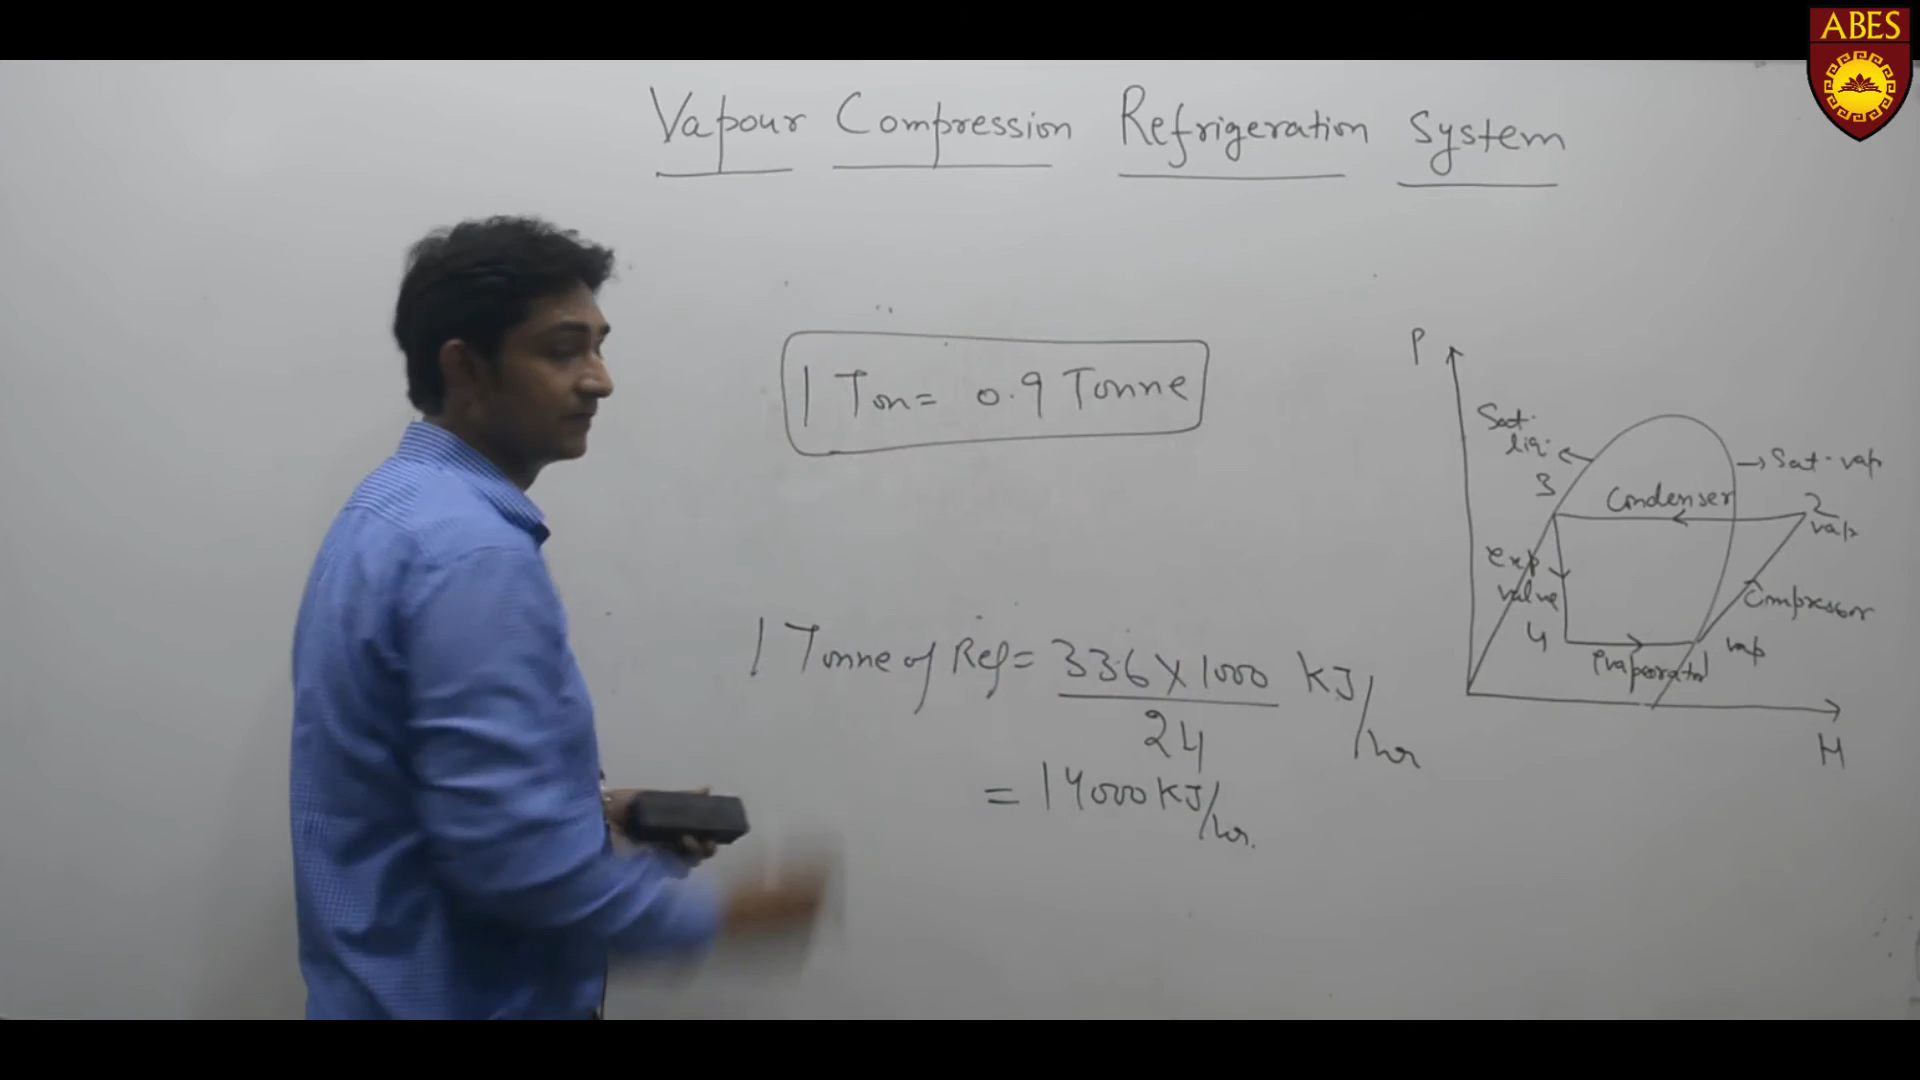 ABES
Vapour Compression Refrigeration System
1 Ton = 0.9 Tonne
1 Tonne of Ref = 336 X 1000 KJ/hr
24
= 14000 KJ/hr.
P
Sat.
liq.
Sat. vap
3
Condenser
2
vap
exp
valve
Compressor
4
Evaporator
1
vap
H